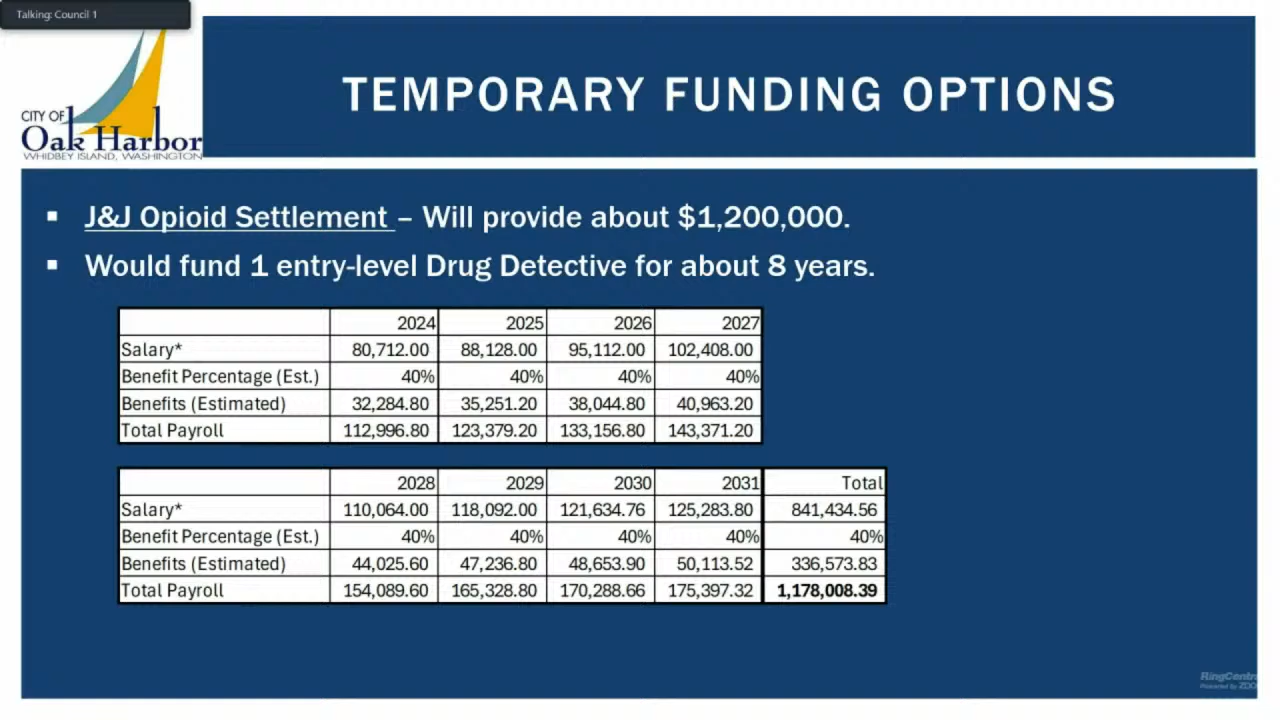 Talking: Council 1
CITY OF
Oak Harbor
WHIDBEY ISLAND, WASHINGTON
TEMPORARY FUNDING OPTIONS
▪ J&J Opioid Settlement – Will provide about $1,200,000.
▪ Would fund 1 entry-level Drug Detective for about 8 years.
2024 2025 2026 2027
Salary* 80,712.00 88,128.00 95,112.00 102,408.00
Benefit Percentage (Est.) 40% 40% 40% 40%
Benefits (Estimated) 32,284.80 35,251.20 38,044.80 40,963.20
Total Payroll 112,996.80 123,379.20 133,156.80 143,371.20
2028 2029 2030 2031 Total
Salary* 110,064.00 118,092.00 121,634.76 125,283.80 841,434.56
Benefit Percentage (Est.) 40% 40% 40% 40% 40%
Benefits (Estimated) 44,025.60 47,236.80 48,653.90 50,113.52 336,573.83
Total Payroll 154,089.60 165,328.80 170,288.66 175,397.32 1,178,008.39
RingCentr
Powered by